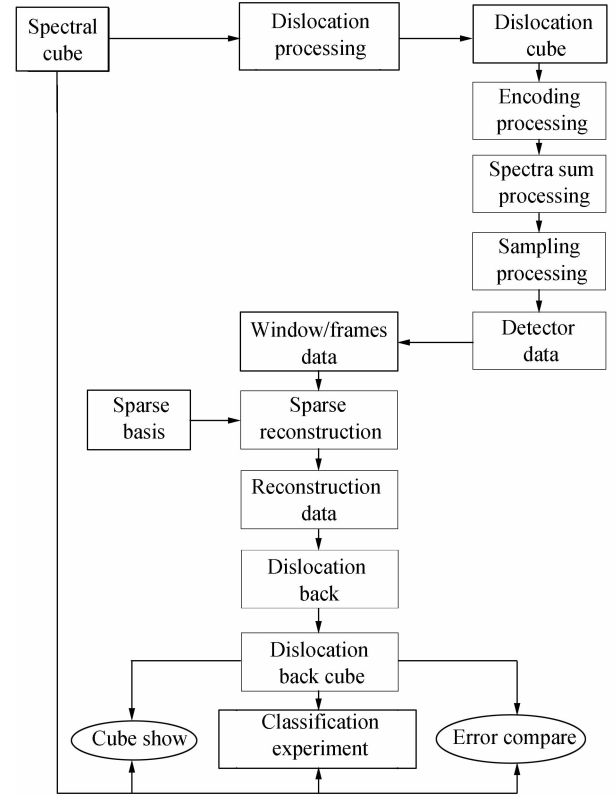 Spectral
cube
Dislocation
processing
Dislocation
cube
Encoding
processing
Spectra sum
processing
Sampling
processing
Detector
data
Window/frames
data
Sparse
basis
Sparse
reconstruction
Reconstruction
data
Dislocation
back
Dislocation
back cube
Cube show
Classification
experiment
Error compare